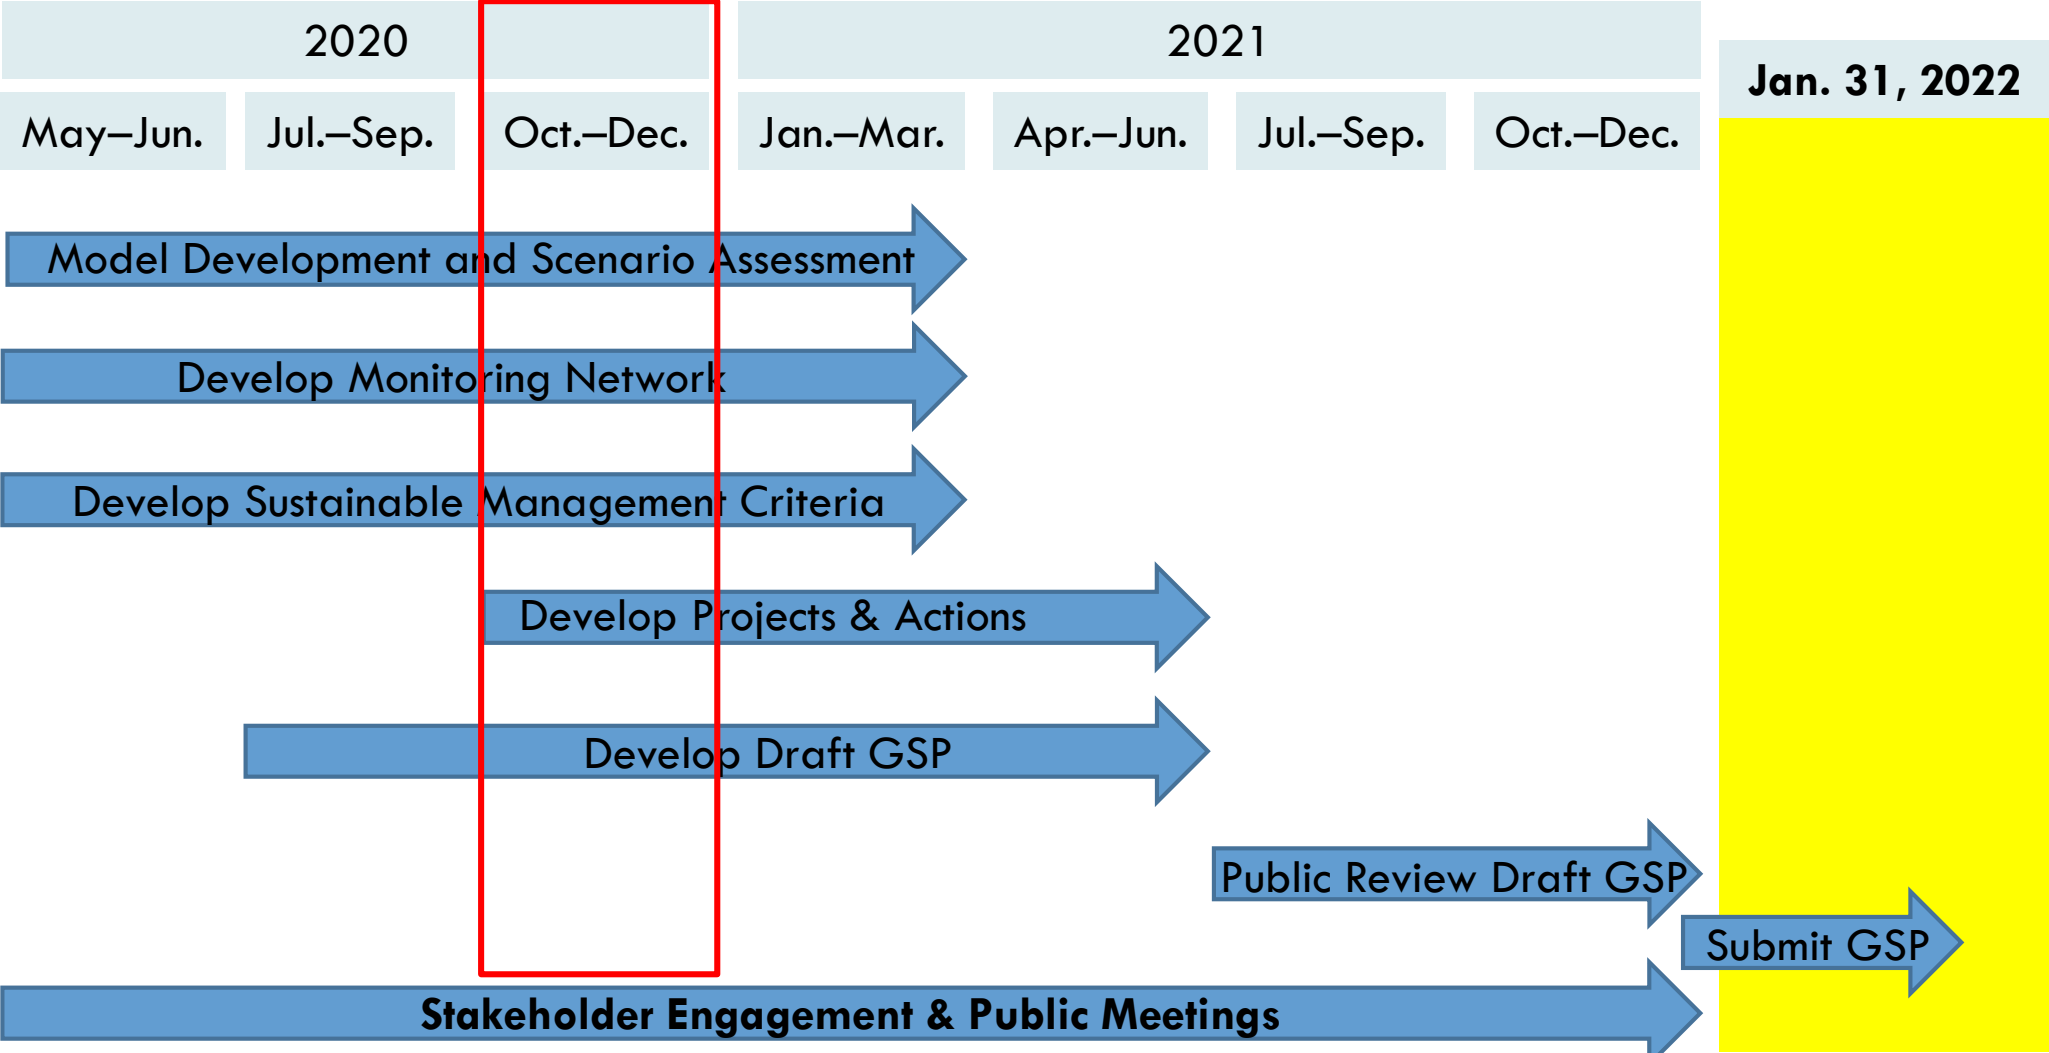 2020
2021
Jan. 31, 2022
May–Jun.
Jul.–Sep.
Oct.–Dec.
Jan.–Mar.
Apr.–Jun.
Jul.–Sep.
Oct.–Dec.
Model Development and Scenario Assessment
Develop Monitoring Network
Develop Sustainable Management Criteria
Develop Projects & Actions
Develop Draft GSP
Public Review Draft GSP
Submit GSP
Stakeholder Engagement & Public Meetings